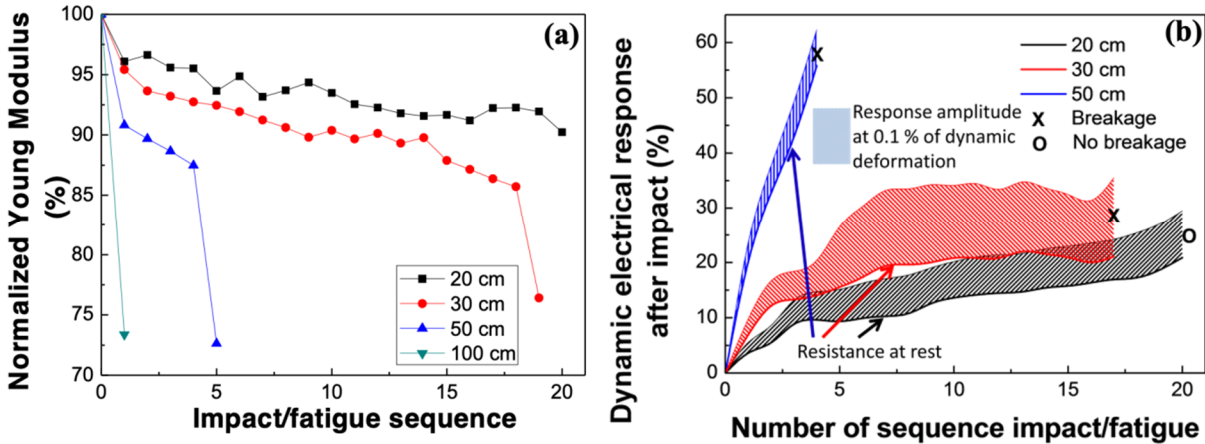 (a)
Normalized Young Modulus
(%)
100
95
90
85
80
75
70
20 cm
30 cm
50 cm
100 cm
0
5
10
15
20
Impact/fatigue sequence
(b)
Dynamic electrical response
after impact (%)
60
50
40
30
20
10
0
20 cm
30 cm
50 cm
X Breakage
O No breakage
Response amplitude
at 0.1 % of dynamic
deformation
X
X
O
Resistance at rest
0
5
10
15
20
Number of sequence impact/fatigue